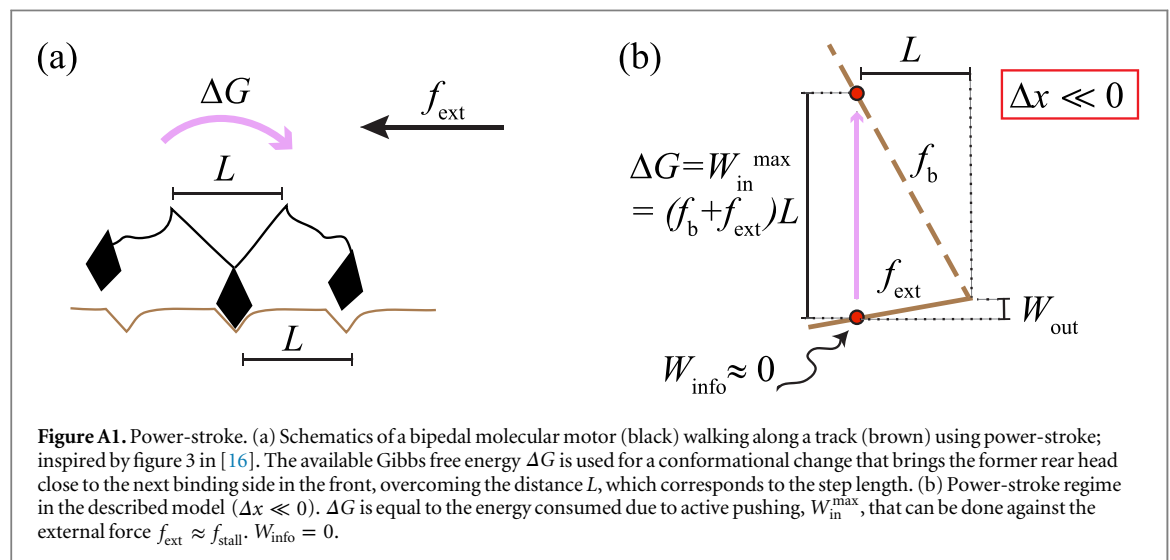 (a)
ΔG
f_ext
L
L
(b)
L
Δx ≪ 0
ΔG=W_in^max
= (f_b+f_ext)L
f_b
f_ext
W_out
W_info ≈ 0
Figure A1. Power-stroke. (a) Schematics of a bipedal molecular motor (black) walking along a track (brown) using power-stroke;
inspired by figure 3 in [16]. The available Gibbs free energy ΔG is used for a conformational change that brings the former rear head
close to the next binding side in the front, overcoming the distance L, which corresponds to the step length. (b) Power-stroke regime
in the described model (Δx ≪ 0). ΔG is equal to the energy consumed due to active pushing, W_in^max, that can be done against the
external force f_ext ≈ f_stall. W_info = 0.